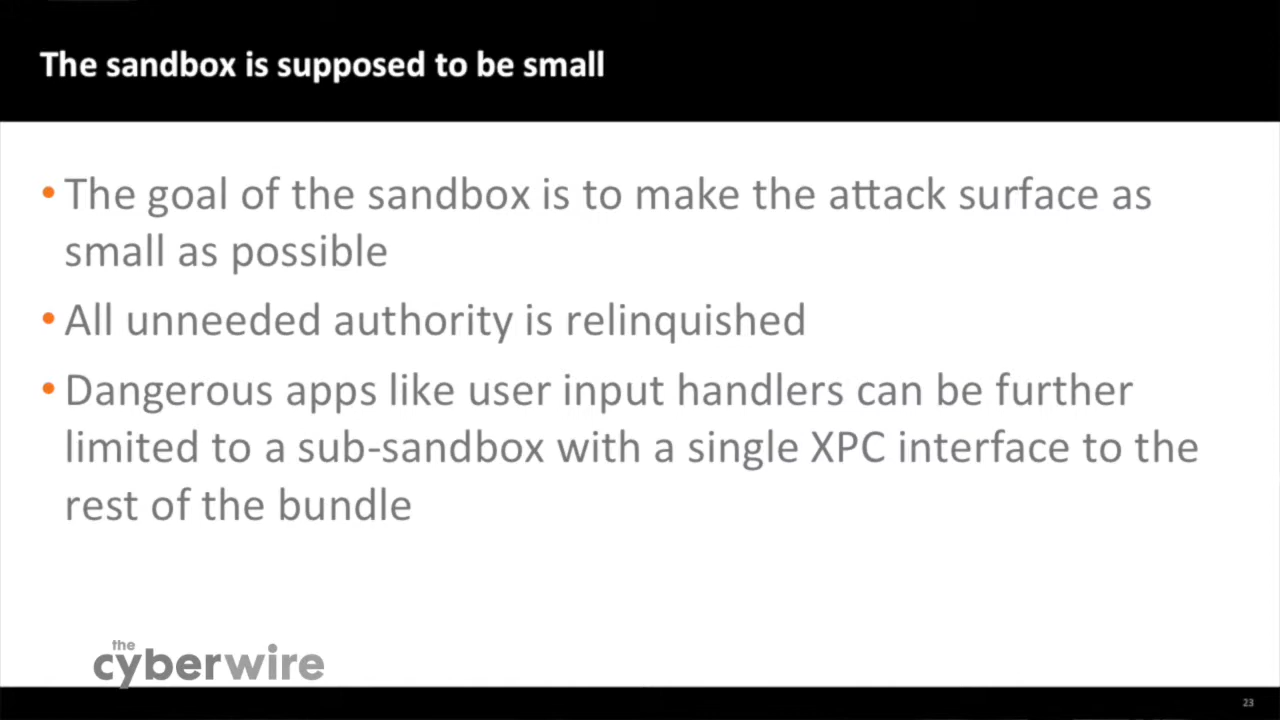 The sandbox is supposed to be small
• The goal of the sandbox is to make the attack surface as
small as possible
• All unneeded authority is relinquished
• Dangerous apps like user input handlers can be further
limited to a sub-sandbox with a single XPC interface to the
rest of the bundle
the
cyberwire
23